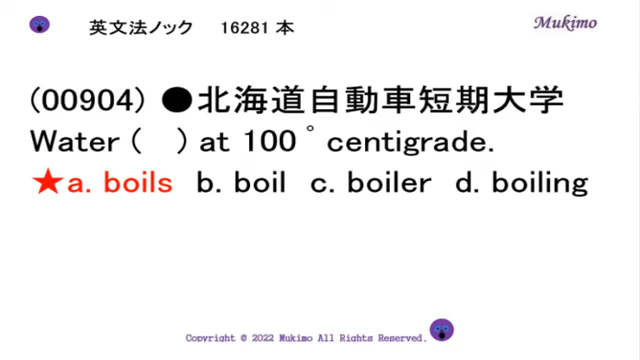 英文法ノック 16281 本 Mukimo
(00904) ●北海道自動車短期大学
Water ( ) at 100 ゜centigrade.
★a. boils b. boil c. boiler d. boiling
Copyright © 2022 Mukimo All Rights Reserved.